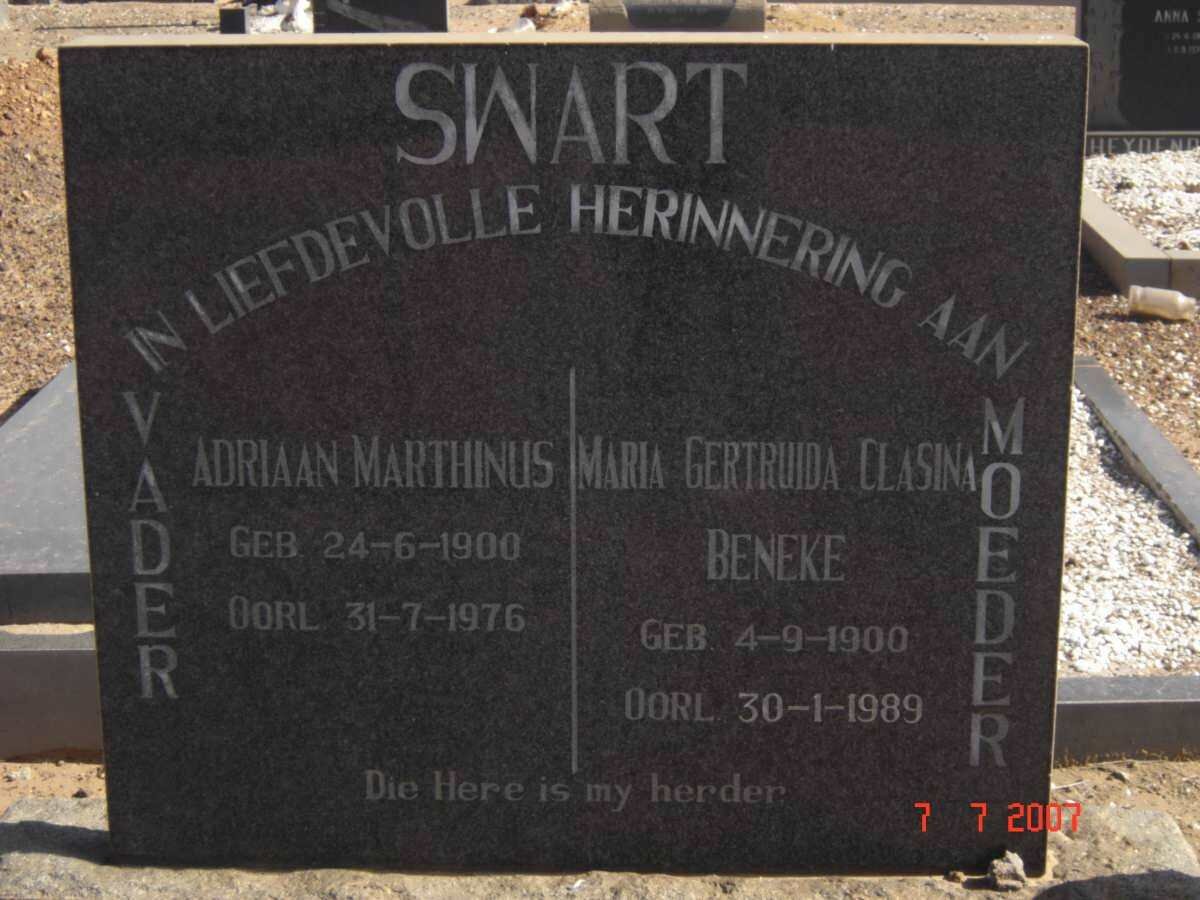 SWART
IN LIEFDEVOLLE HERINNERING AAN
VADER
ADRIAAN MARTHINUS
GEB. 24-6-1900
OORL. 31-7-1976
MOEDER
MARIA GERTRUIDA CLASINA
BENEKE
GEB. 4-9-1900
OORL. 30-1-1989
Die Here is my herder
7 7 2007
ANNA